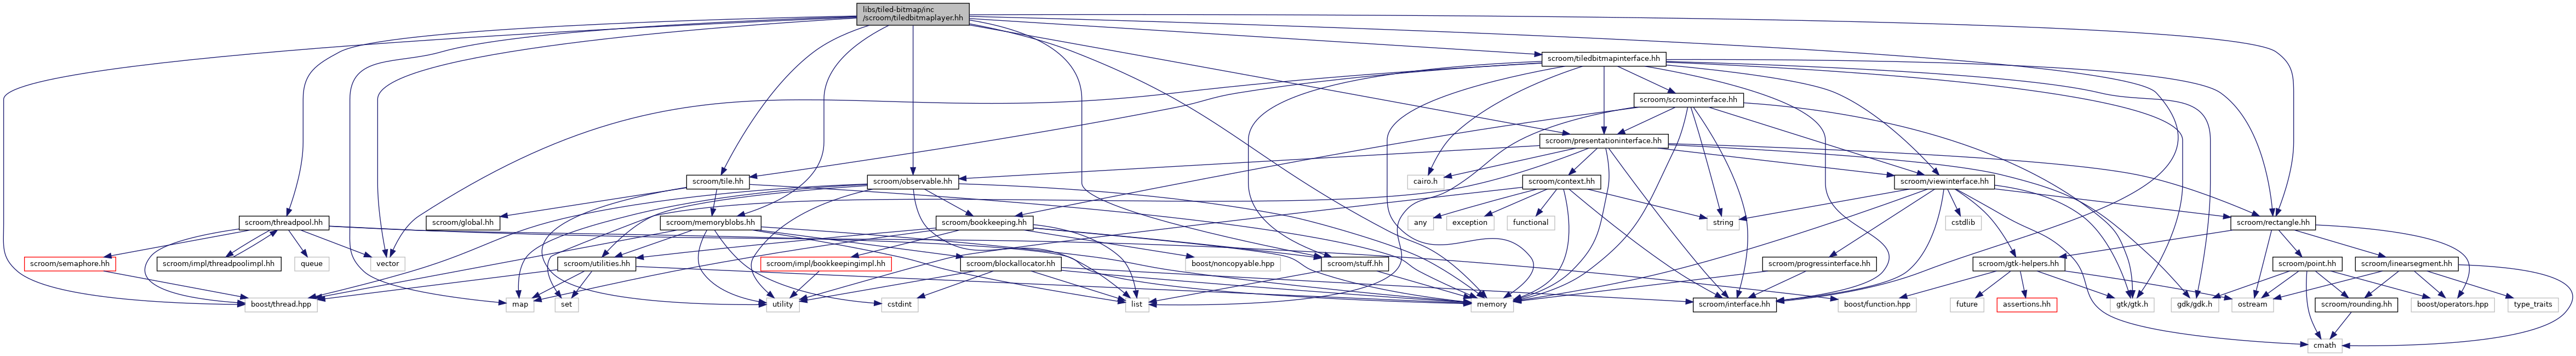 libs/tiled-bitmap/inc
/scroom/tiledbitmaplayer.hh
scroom/tiledbitmapinterface.hh
scroom/scroominterface.hh
scroom/presentationinterface.hh
scroom/tile.hh
scroom/observable.hh
cairo.h
scroom/context.hh
scroom/viewinterface.hh
scroom/threadpool.hh
scroom/global.hh
scroom/memoryblobs.hh
scroom/bookkeeping.hh
any
exception
functional
string
cstdlib
scroom/rectangle.hh
scroom/semaphore.hh
scroom/impl/threadpoolimpl.hh
queue
vector
scroom/utilities.hh
scroom/impl/bookkeepingimpl.hh
scroom/blockallocator.hh
boost/noncopyable.hpp
scroom/stuff.hh
scroom/progressinterface.hh
scroom/gtk-helpers.hh
scroom/point.hh
scroom/linearsegment.hh
boost/thread.hpp
map
set
utility
cstdint
list
memory
scroom/interface.hh
boost/function.hpp
future
assertions.hh
gtk/gtk.h
gdk/gdk.h
ostream
scroom/rounding.hh
boost/operators.hpp
type_traits
cmath